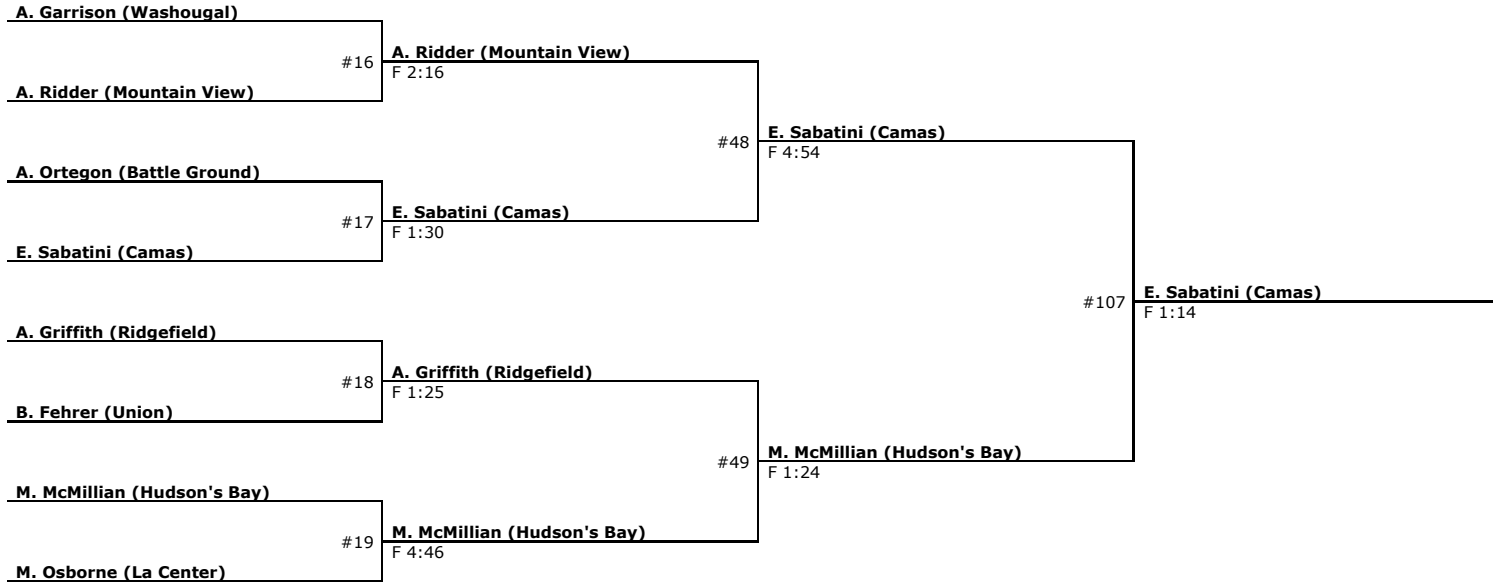 A. Garrison (Washougal)
#16
A. Ridder (Mountain View)
F 2:16
A. Ridder (Mountain View)
#48
E. Sabatini (Camas)
F 4:54
A. Ortegon (Battle Ground)
#17
E. Sabatini (Camas)
F 1:30
E. Sabatini (Camas)
#107
E. Sabatini (Camas)
F 1:14
A. Griffith (Ridgefield)
#18
A. Griffith (Ridgefield)
F 1:25
B. Fehrer (Union)
#49
M. McMillian (Hudson's Bay)
F 1:24
M. McMillian (Hudson's Bay)
#19
M. McMillian (Hudson's Bay)
F 4:46
M. Osborne (La Center)